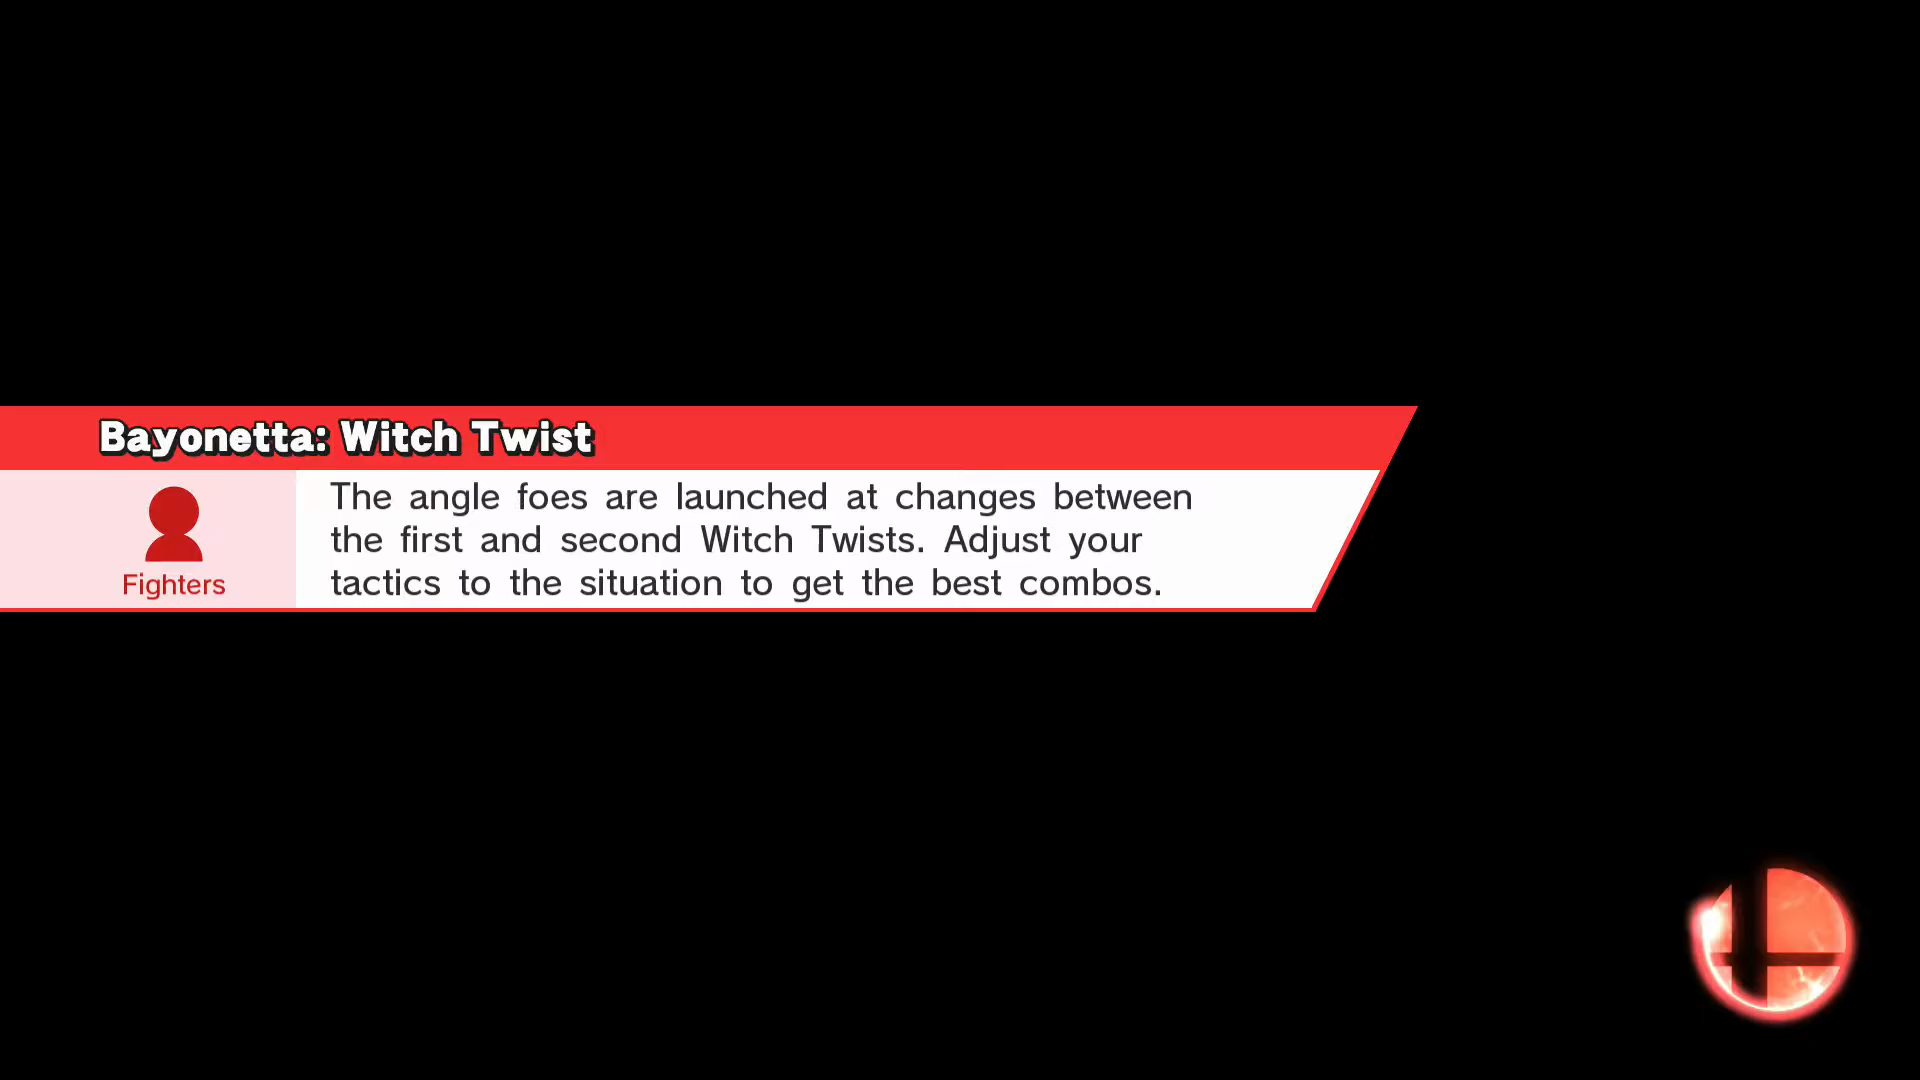 Bayonetta: Witch Twist
Fighters
The angle foes are launched at changes between
the first and second Witch Twists. Adjust your
tactics to the situation to get the best combos.